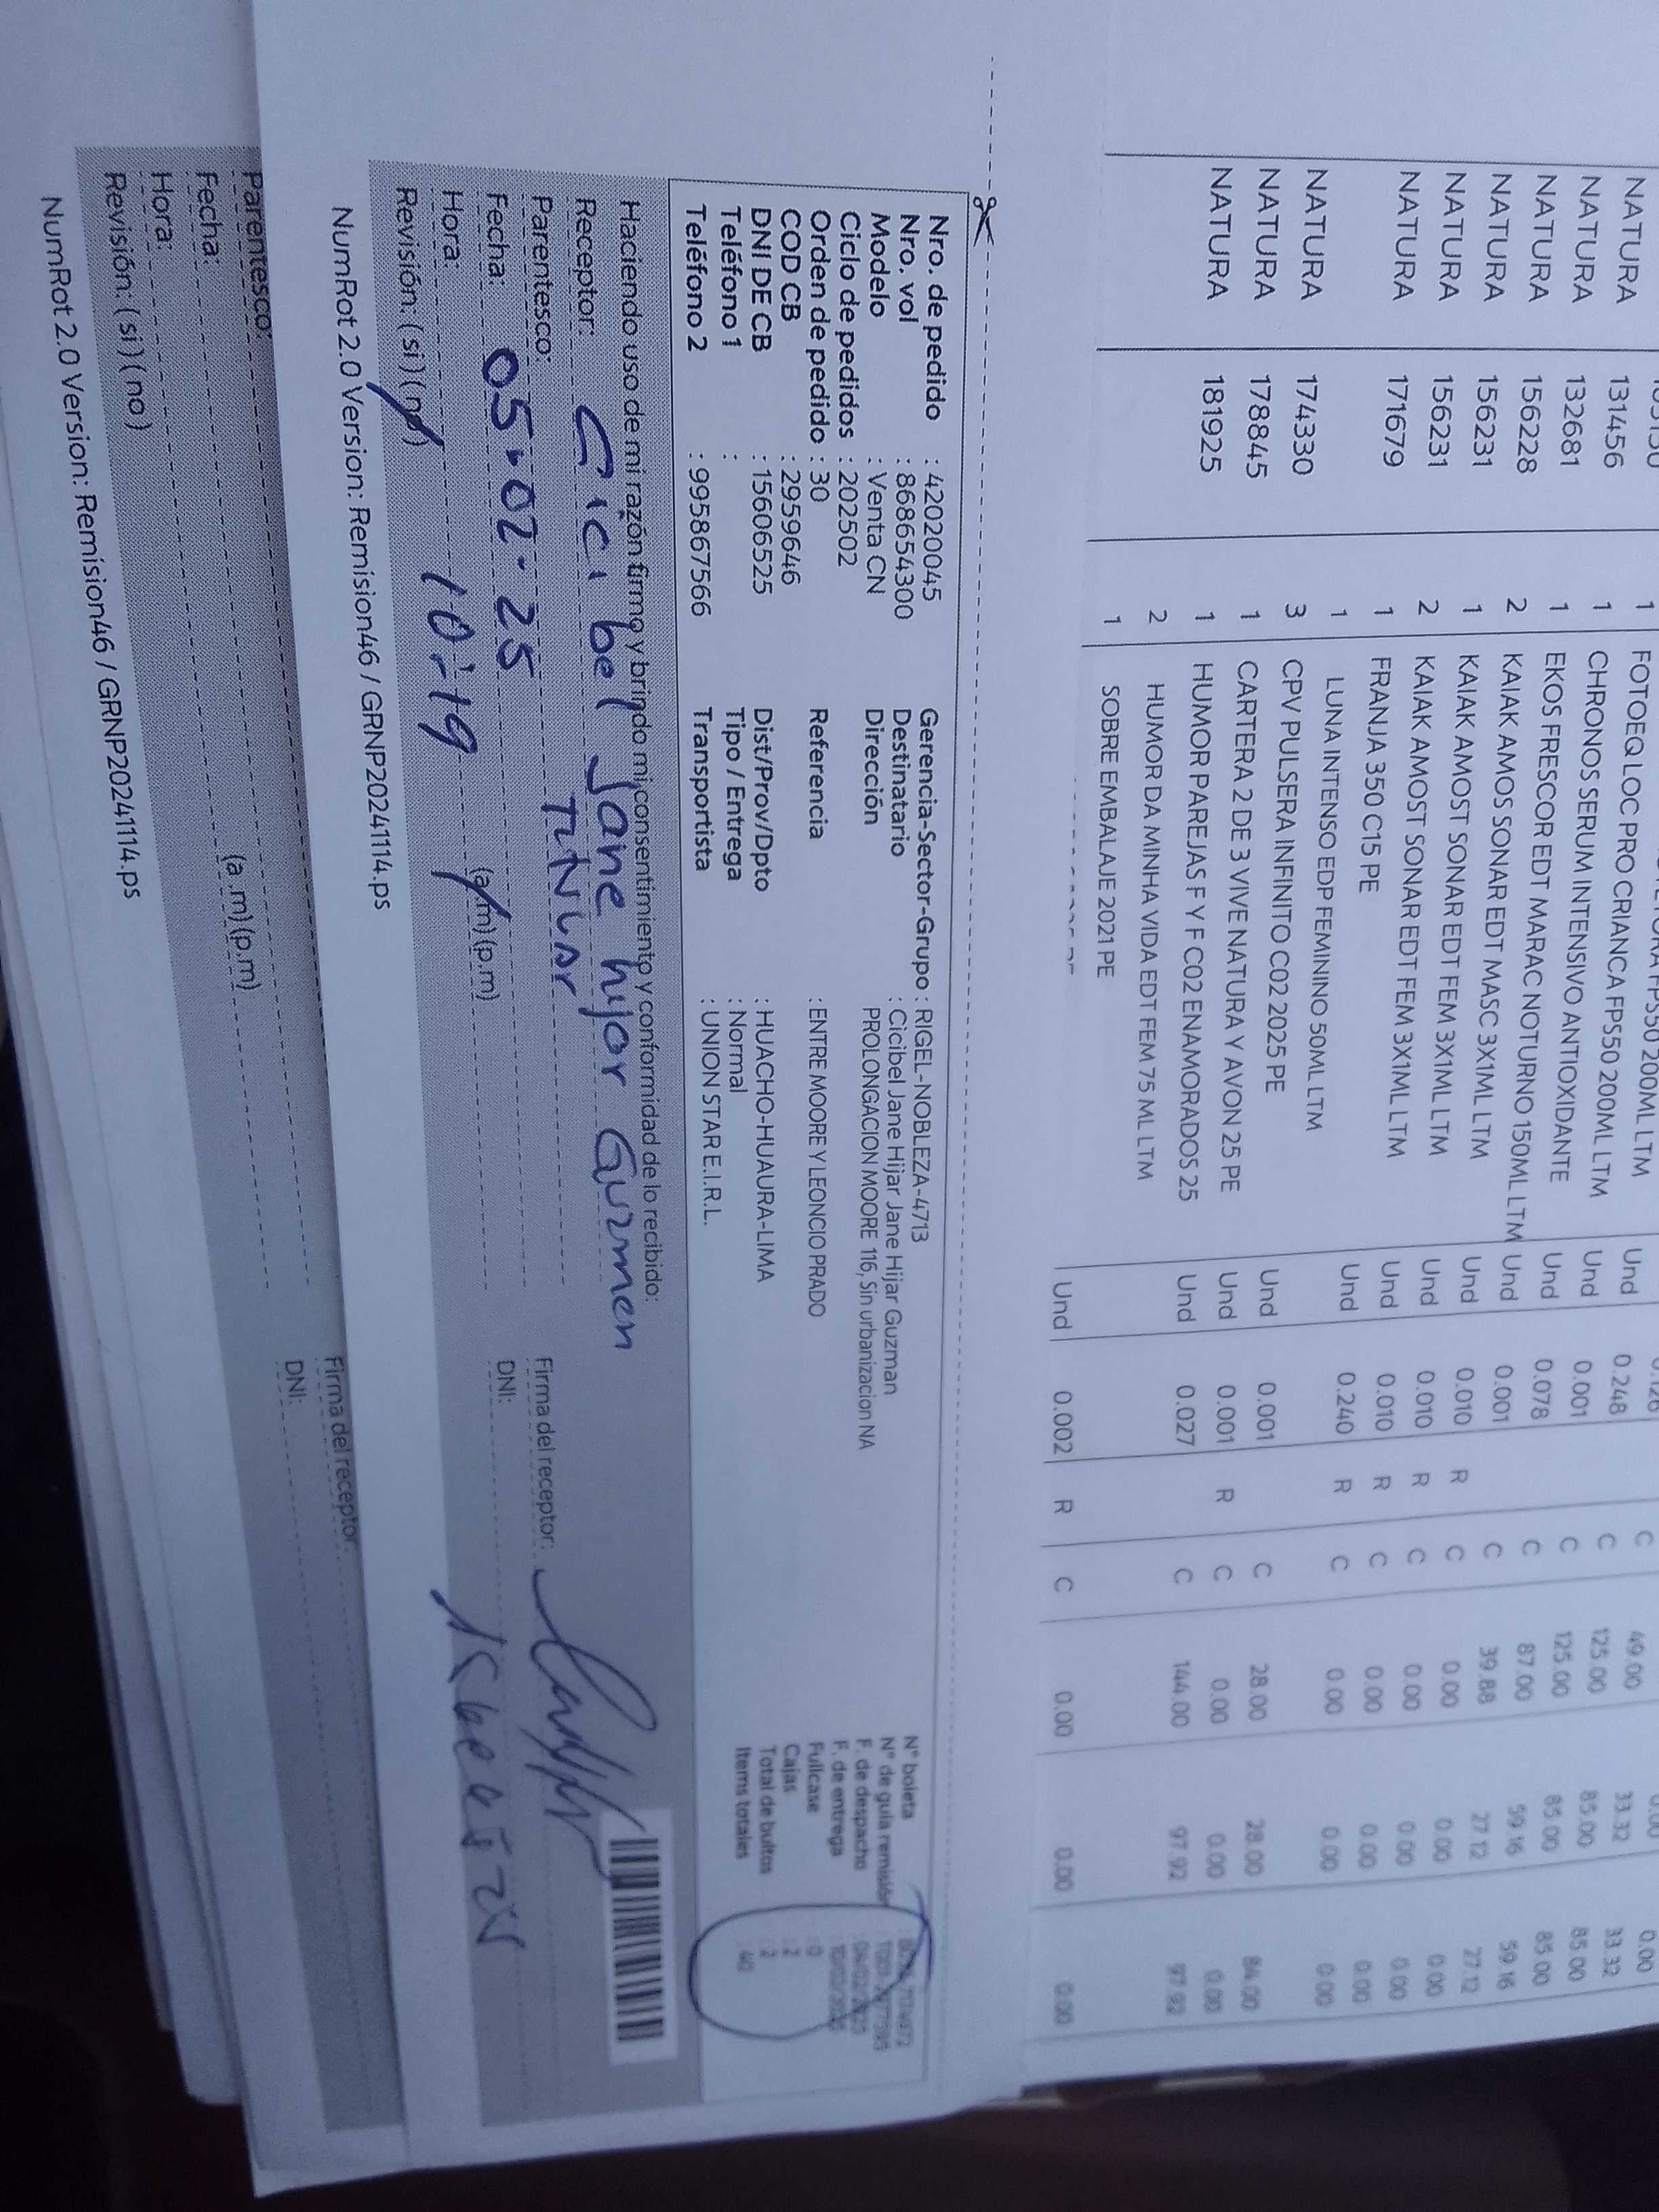 NATURA 131456 1 FOTOEQ LOC PRO CRIANCA FPS50 200ML LTM Und 0.248 C 49.00 33.32 33.32
NATURA 132681 1 CHRONOS SERUM INTENSIVO ANTIOXIDANTE Und 0.001 C 125.00 85.00 85.00
NATURA 156228 1 EKOS FRESCOR EDT MARAC NOTURNO 150ML LTM Und 0.078 C 125.00 85.00 85.00
NATURA 156231 2 KAIAK AMOS SONAR EDT MASC 3X1ML LTM Und 0.001 C 87.00 59.16 59.16
NATURA 156231 1 KAIAK AMOST SONAR EDT FEM 3X1ML LTM Und 0.010 R C 39.88 27.12 27.12
NATURA 171679 2 KAIAK AMOST SONAR EDT FEM 3X1ML LTM Und 0.010 R C 0.00 0.00 0.00
1 FRANJA 350 C15 PE Und 0.010 R C 0.00 0.00 0.00
NATURA 174330 1 LUNA INTENSO EDP FEMININO 50ML LTM Und 0.240 R C 0.00 0.00 0.00
NATURA 178845 3 CPV PULSERA INFINITO C02 2025 PE Und 0.001 C 28.00 28.00 84.00
NATURA 181925 1 CARTERA 2 DE 3 VIVE NATURA Y AVON 25 PE Und 0.001 R C 0.00 0.00 0.00
1 HUMOR PAREJAS F Y F C02 ENAMORADOS 25 Und 0.027 C 144.00 97.92 97.92
2 HUMOR DA MINHA VIDA EDT FEM 75 ML LTM
1 SOBRE EMBALAJE 2021 PE Und 0.002 R C 0.00 0.00 0.00
Nro. de pedido : 42020045 Gerencia-Sector-Grupo : RIGEL-NOBLEZA-4713 N° boleta
Nro. vol : 868654300 Destinatario : Cicibel Jane Hijar Jane Hijar Guzman N° de guía remisión
Modelo : Venta CN Dirección PROLONGACION MOORE 116, Sin urbanizacion NA F. de despacho
Ciclo de pedidos : 202502 F. de entrega
Orden de pedido : 30 Referencia : ENTRE MOORE Y LEONCIO PRADO Fullcase : 0
COD CB : 2959646 Cajas : 2
DNI DE CB : 15606525 Dist/Prov/Dpto : HUACHO-HUAURA-LIMA Total de bultos : 2
Teléfono 1 : Tipo / Entrega : Normal Items totales : 40
Teléfono 2 : 995867566 Transportista : UNION STAR E.I.R.L.
Haciendo uso de mi razón firmo y brindo mi consentimiento y conformidad de lo recibido:
Receptor: Cicibel Jane hijar Guzmen
Parentesco: Titular Firma del receptor:
Fecha: 05-02-25 DNI:
Hora: 10:19 (a.m) (p.m)
Revisión: ( si ) ( no )
NumRot 2.0 Version: Remision46 / GRNP20241114.ps
Parentesco: Firma del receptor:
Fecha: DNI:
Hora: (a .m) (p.m)
Revisión: ( si ) ( no )
NumRot 2.0 Version: Remision46 / GRNP20241114.ps